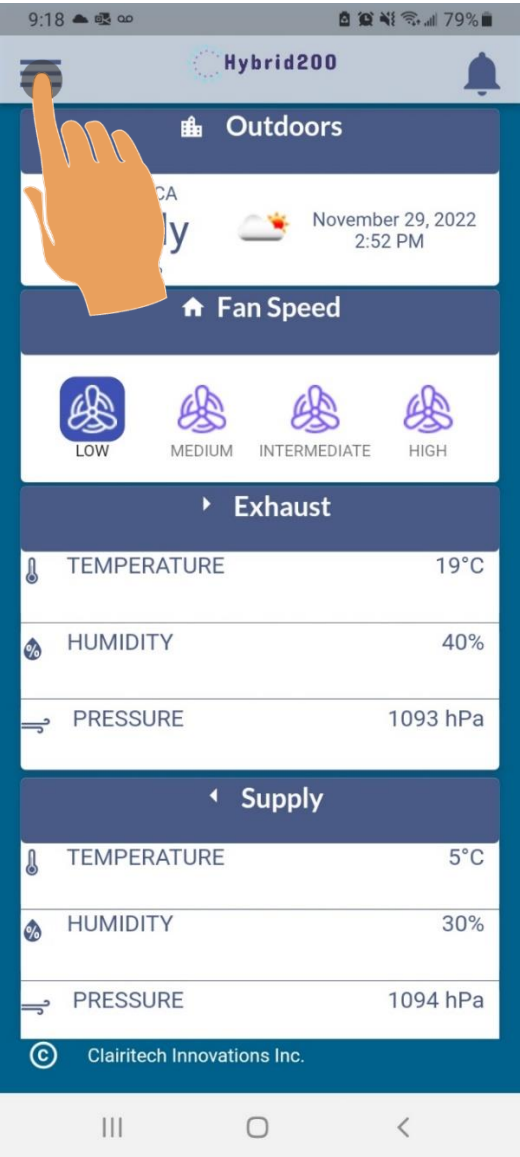 9:18 79%
Hybrid200
Outdoors
CA
November 29, 2022
2:52 PM
Fan Speed
LOW MEDIUM INTERMEDIATE HIGH
Exhaust
TEMPERATURE 19°C
% HUMIDITY 40%
PRESSURE 1093 hPa
Supply
TEMPERATURE 5°C
% HUMIDITY 30%
PRESSURE 1094 hPa
© Clairitech Innovations Inc.